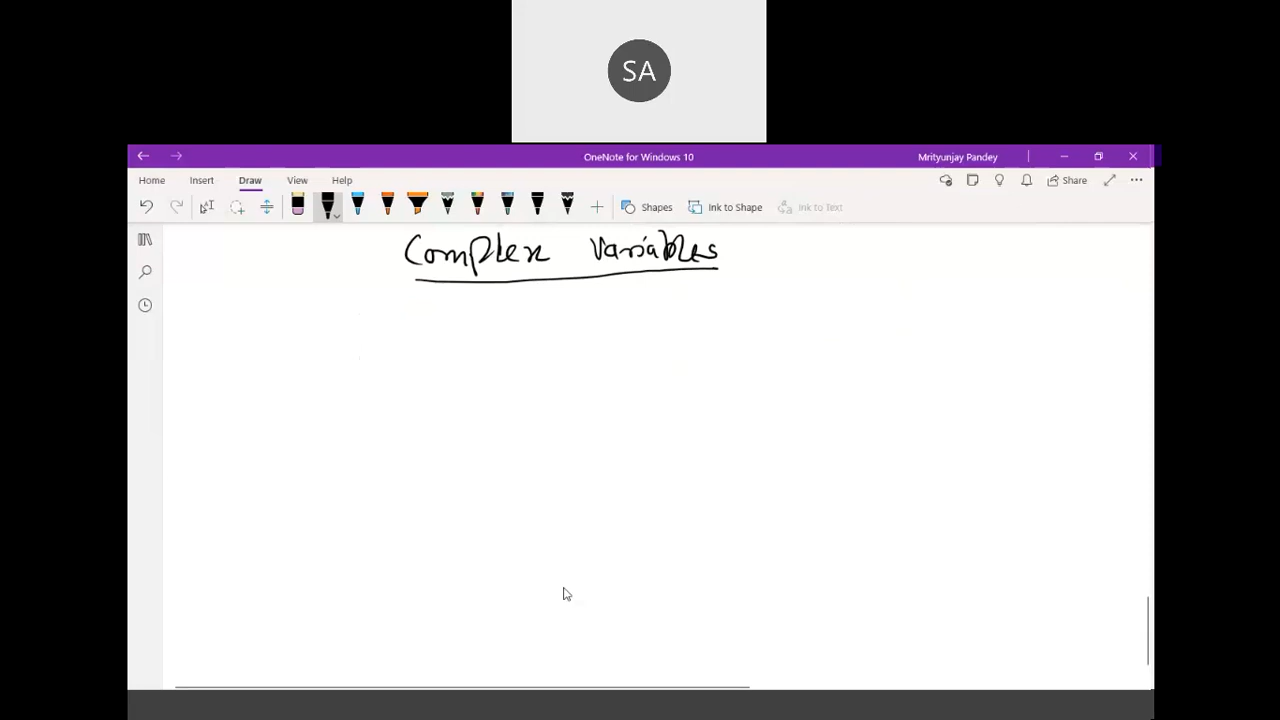 SA
OneNote for Windows 10
Mrityunjay Pandey
Home Insert Draw View Help
Share
Shapes Ink to Shape Ink to Text
Complex Variables